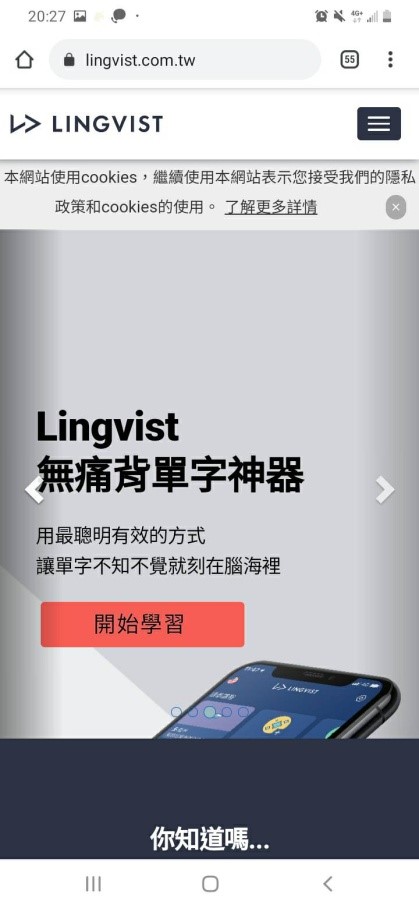 20:27
4G+
lingvist.com.tw
55
LINGVIST
本網站使用cookies，繼續使用本網站表示您接受我們的隱私
政策和cookies的使用。 了解更多詳情
Lingvist
無痛背單字神器
用最聰明有效的方式
讓單字不知不覺就刻在腦海裡
開始學習
LINGVIST
你知道嗎...